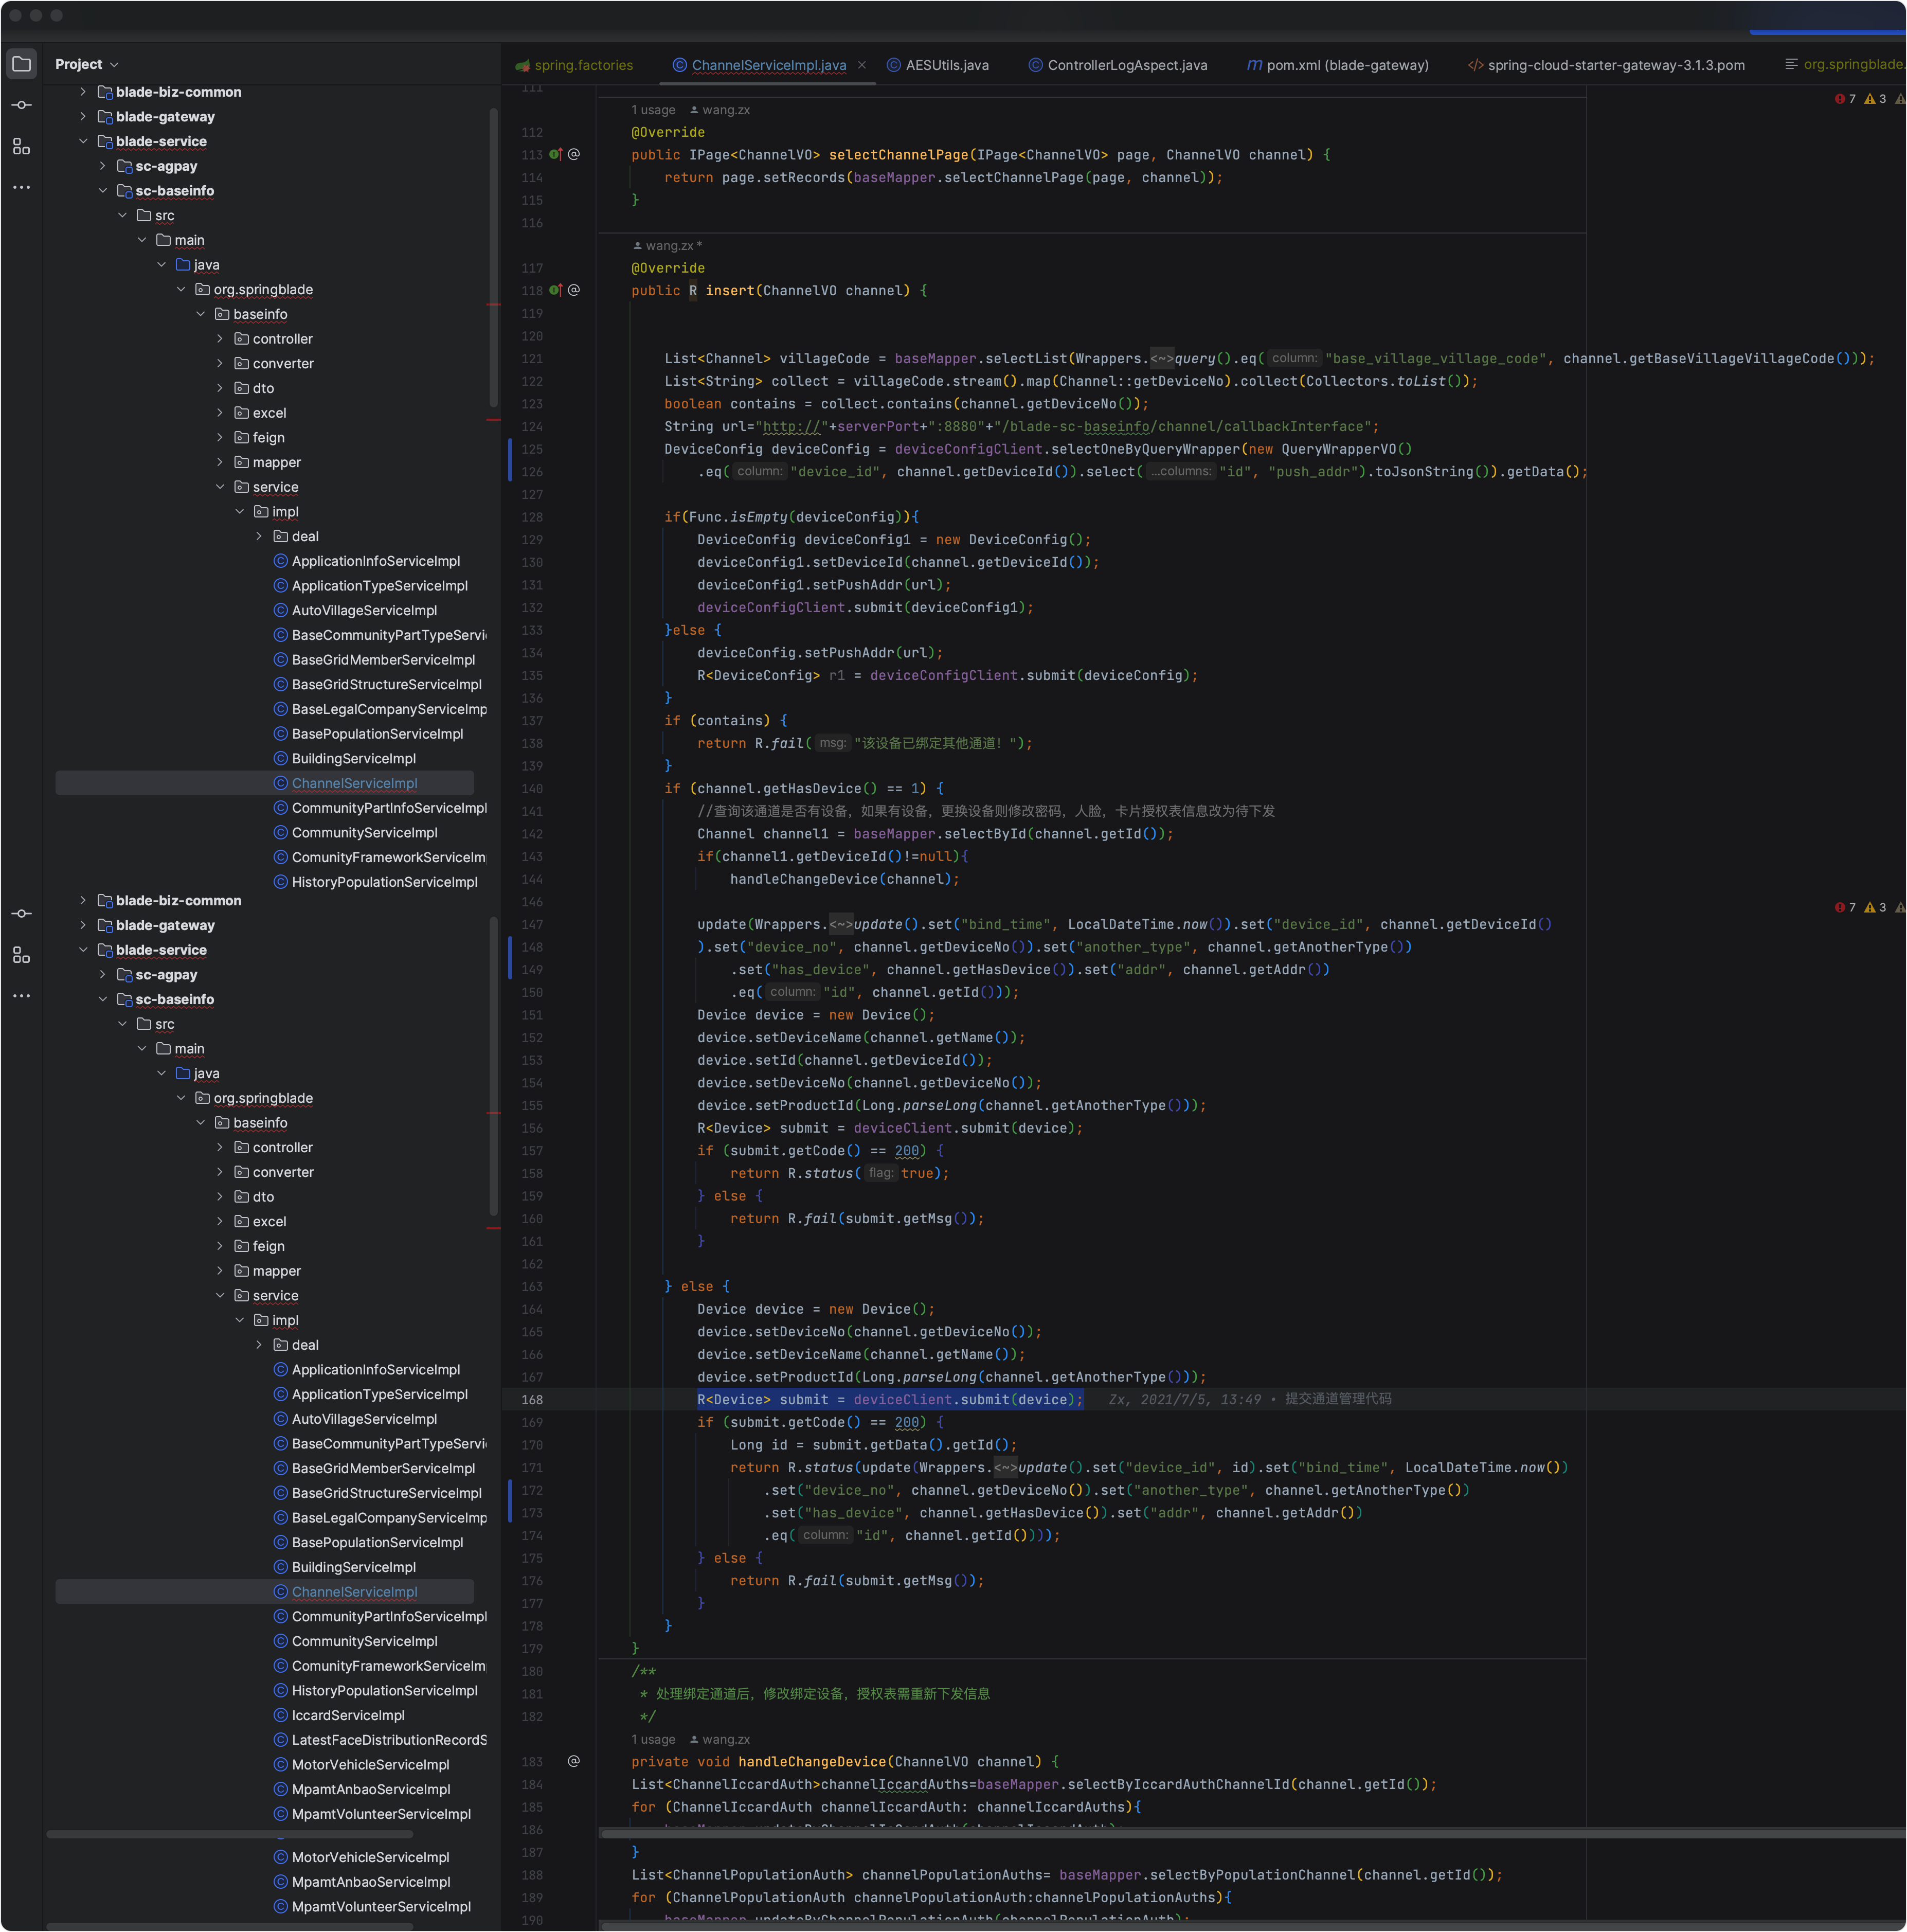 Project
spring.factories
ChannelServiceImpl.java
AESUtils.java
ControllerLogAspect.java
pom.xml (blade-gateway)
spring-cloud-starter-gateway-3.1.3.pom
org.springblade.
blade-biz-common
blade-gateway
blade-service
sc-agpay
sc-baseinfo
src
main
java
org.springblade
baseinfo
controller
converter
dto
excel
feign
mapper
service
impl
deal
ApplicationInfoServiceImpl
ApplicationTypeServiceImpl
AutoVillageServiceImpl
BaseCommunityPartTypeServi
BaseGridMemberServiceImpl
BaseGridStructureServiceImpl
BaseLegalCompanyServiceImp
BasePopulationServiceImpl
BuildingServiceImpl
ChannelServiceImpl
CommunityPartInfoServiceImpl
CommunityServiceImpl
ComunityFrameworkServiceIm
HistoryPopulationServiceImpl
blade-biz-common
blade-gateway
blade-service
sc-agpay
sc-baseinfo
src
main
java
org.springblade
baseinfo
controller
converter
dto
excel
feign
mapper
service
impl
deal
ApplicationInfoServiceImpl
ApplicationTypeServiceImpl
AutoVillageServiceImpl
BaseCommunityPartTypeServi
BaseGridMemberServiceImpl
BaseGridStructureServiceImpl
BaseLegalCompanyServiceImp
BasePopulationServiceImpl
BuildingServiceImpl
ChannelServiceImpl
CommunityPartInfoServiceImpl
CommunityServiceImpl
ComunityFrameworkServiceIm
HistoryPopulationServiceImpl
IccardServiceImpl
LatestFaceDistributionRecordS
MotorVehicleServiceImpl
MpamtAnbaoServiceImpl
MpamtVolunteerServiceImpl
MotorVehicleServiceImpl
MpamtAnbaoServiceImpl
MpamtVolunteerServiceImpl
7 3
111
1 usage wang.zx
112 @Override
113 @ public IPage<ChannelVO> selectChannelPage(IPage<ChannelVO> page, ChannelVO channel) {
114 return page.setRecords(baseMapper.selectChannelPage(page, channel));
115 }
116
wang.zx *
117 @Override
118 @ public R insert(ChannelVO channel) {
119
120
121 List<Channel> villageCode = baseMapper.selectList(Wrappers.<~>query().eq( column: "base_village_village_code", channel.getBaseVillageVillageCode()));
122 List<String> collect = villageCode.stream().map(Channel::getDeviceNo).collect(Collectors.toList());
123 boolean contains = collect.contains(channel.getDeviceNo());
124 String url="http://"+serverPort+":8880"+"/blade-sc-baseinfo/channel/callbackInterface";
125 DeviceConfig deviceConfig = deviceConfigClient.selectOneByQueryWrapper(new QueryWrapperVO()
126 .eq( column: "device_id", channel.getDeviceId()).select( ...columns: "id", "push_addr").toJsonString()).getData();
127
128 if(Func.isEmpty(deviceConfig)){
129 DeviceConfig deviceConfig1 = new DeviceConfig();
130 deviceConfig1.setDeviceId(channel.getDeviceId());
131 deviceConfig1.setPushAddr(url);
132 deviceConfigClient.submit(deviceConfig1);
133 }else {
134 deviceConfig.setPushAddr(url);
135 R<DeviceConfig> r1 = deviceConfigClient.submit(deviceConfig);
136 }
137 if (contains) {
138 return R.fail( msg: "该设备已绑定其他通道！");
139 }
140 if (channel.getHasDevice() == 1) {
141 //查询该通道是否有设备，如果有设备，更换设备则修改密码，人脸，卡片授权表信息改为待下发
142 Channel channel1 = baseMapper.selectById(channel.getId());
143 if(channel1.getDeviceId()!=null){
144 handleChangeDevice(channel);
146
7 3
147 update(Wrappers.<~>update().set("bind_time", LocalDateTime.now()).set("device_id", channel.getDeviceId()
148 ).set("device_no", channel.getDeviceNo()).set("another_type", channel.getAnotherType())
149 .set("has_device", channel.getHasDevice()).set("addr", channel.getAddr())
150 .eq( column: "id", channel.getId()));
151 Device device = new Device();
152 device.setDeviceName(channel.getName());
153 device.setId(channel.getDeviceId());
154 device.setDeviceNo(channel.getDeviceNo());
155 device.setProductId(Long.parseLong(channel.getAnotherType()));
156 R<Device> submit = deviceClient.submit(device);
157 if (submit.getCode() == 200) {
158 return R.status( flag: true);
159 } else {
160 return R.fail(submit.getMsg());
161 }
162
163 } else {
164 Device device = new Device();
165 device.setDeviceNo(channel.getDeviceNo());
166 device.setDeviceName(channel.getName());
167 device.setProductId(Long.parseLong(channel.getAnotherType()));
168 R<Device> submit = deviceClient.submit(device); Zx, 2021/7/5, 13:49 • 提交通道管理代码
169 if (submit.getCode() == 200) {
170 Long id = submit.getData().getId();
171 return R.status(update(Wrappers.<~>update().set("device_id", id).set("bind_time", LocalDateTime.now())
172 .set("device_no", channel.getDeviceNo()).set("another_type", channel.getAnotherType())
173 .set("has_device", channel.getHasDevice()).set("addr", channel.getAddr())
174 .eq( column: "id", channel.getId())));
175 } else {
176 return R.fail(submit.getMsg());
177 }
178 }
179 }
180 /**
181 * 处理绑定通道后，修改绑定设备，授权表需重新下发信息
182 */
1 usage wang.zx
183 @ private void handleChangeDevice(ChannelVO channel) {
184 List<ChannelIccardAuth>channelIccardAuths=baseMapper.selectByIccardAuthChannelId(channel.getId());
185 for (ChannelIccardAuth channelIccardAuth: channelIccardAuths){
186
187 }
188 List<ChannelPopulationAuth> channelPopulationAuths= baseMapper.selectByPopulationChannel(channel.getId());
189 for (ChannelPopulationAuth channelPopulationAuth:channelPopulationAuths){
190 baseMapper.updateByChannelPopulationAuth(channelPopulationAuth);